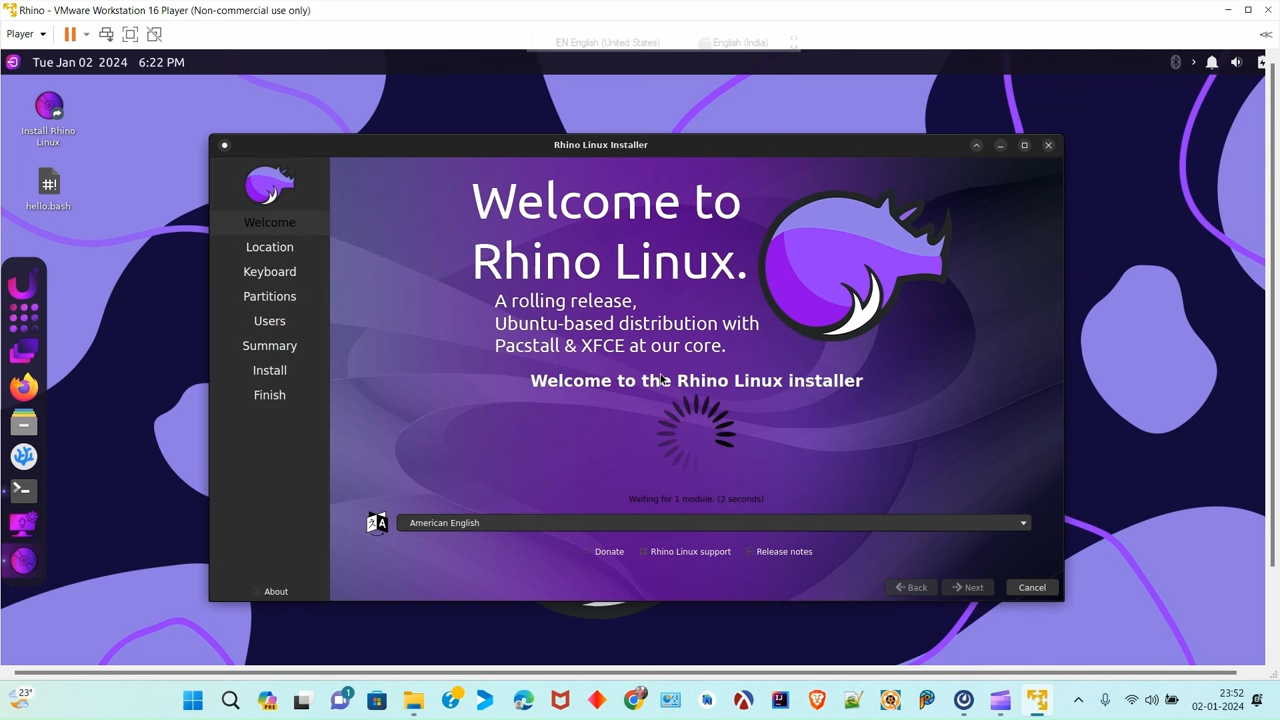 Rhino - VMware Workstation 16 Player (Non-commercial use only)
Player
EN English (United States) English (India)
Tue Jan 02 2024 6:22 PM
Install Rhino
Linux
hello.bash
Rhino Linux Installer
Welcome
Location
Keyboard
Partitions
Users
Summary
Install
Finish
About
Welcome to
Rhino Linux.
A rolling release,
Ubuntu-based distribution with
Pacstall & XFCE at our core.
Welcome to the Rhino Linux installer
Waiting for 1 module. (2 seconds)
American English
Donate Rhino Linux support Release notes
Back Next Cancel
23°
PRE
1
23:52
02-01-2024